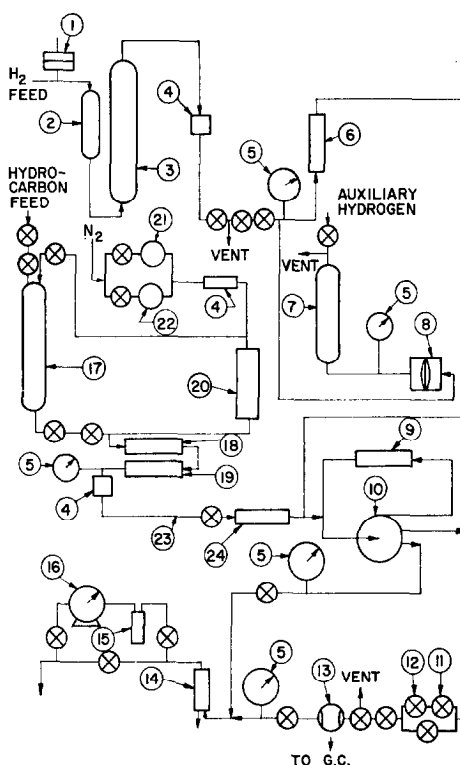 1
H2
FEED
2
3
4
5
6
HYDRO-
CARBON
FEED
N2
21
VENT
AUXILIARY
HYDROGEN
VENT
5
7
8
4
22
17
20
18
9
5
19
10
4
23
24
5
16
15
14
5
13
VENT
12
11
TO G.C.